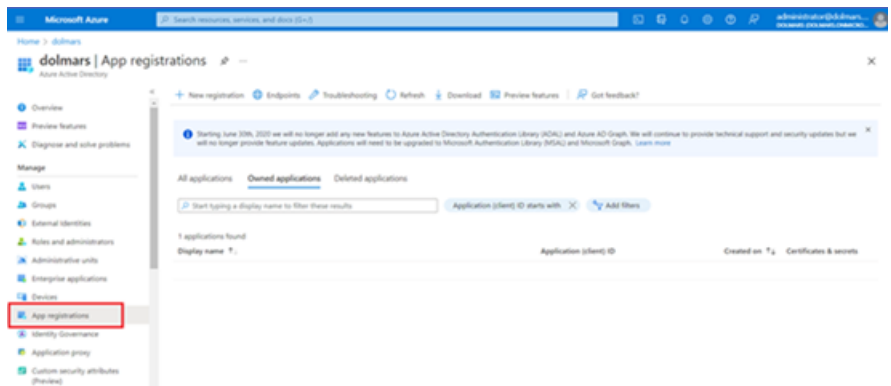 Microsoft Azure
Search resources, services, and docs (G+/)
administrator@dolmars...
Home > dolmars
dolmars | App registrations
Azure Active Directory
New registration Endpoints Troubleshooting Refresh Download Preview features Got feedback?
Overview
Preview features
Diagnose and solve problems
Starting June 30th, 2020 we will no longer add any new features to Azure Active Directory Authentication Library (ADAL) and Azure AD Graph. We will continue to provide technical support and security updates but we
will no longer provide feature updates. Applications will need to be upgraded to Microsoft Authentication Library (MSAL) and Microsoft Graph. Learn more
Manage
Users
Groups
External Identities
Roles and administrators
Administrative units
Enterprise applications
Devices
App registrations
Identity Governance
Application proxy
Custom security attributes
(Preview)
All applications Owned applications Deleted applications
Start typing a display name to filter these results
Application (client) ID starts with
Add filters
1 applications found
Display name Application (client) ID Created on Certificates & secrets